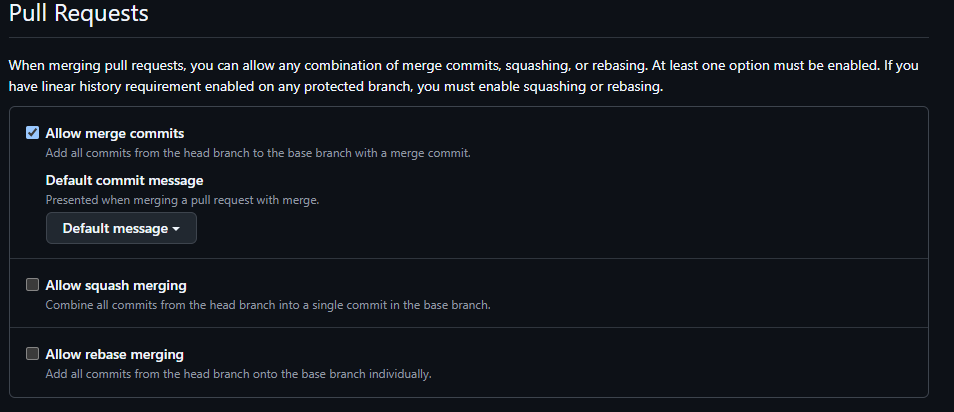 Pull Requests
When merging pull requests, you can allow any combination of merge commits, squashing, or rebasing. At least one option must be enabled. If you
have linear history requirement enabled on any protected branch, you must enable squashing or rebasing.
Allow merge commits
Add all commits from the head branch to the base branch with a merge commit.
Default commit message
Presented when merging a pull request with merge.
Default message
Allow squash merging
Combine all commits from the head branch into a single commit in the base branch.
Allow rebase merging
Add all commits from the head branch onto the base branch individually.